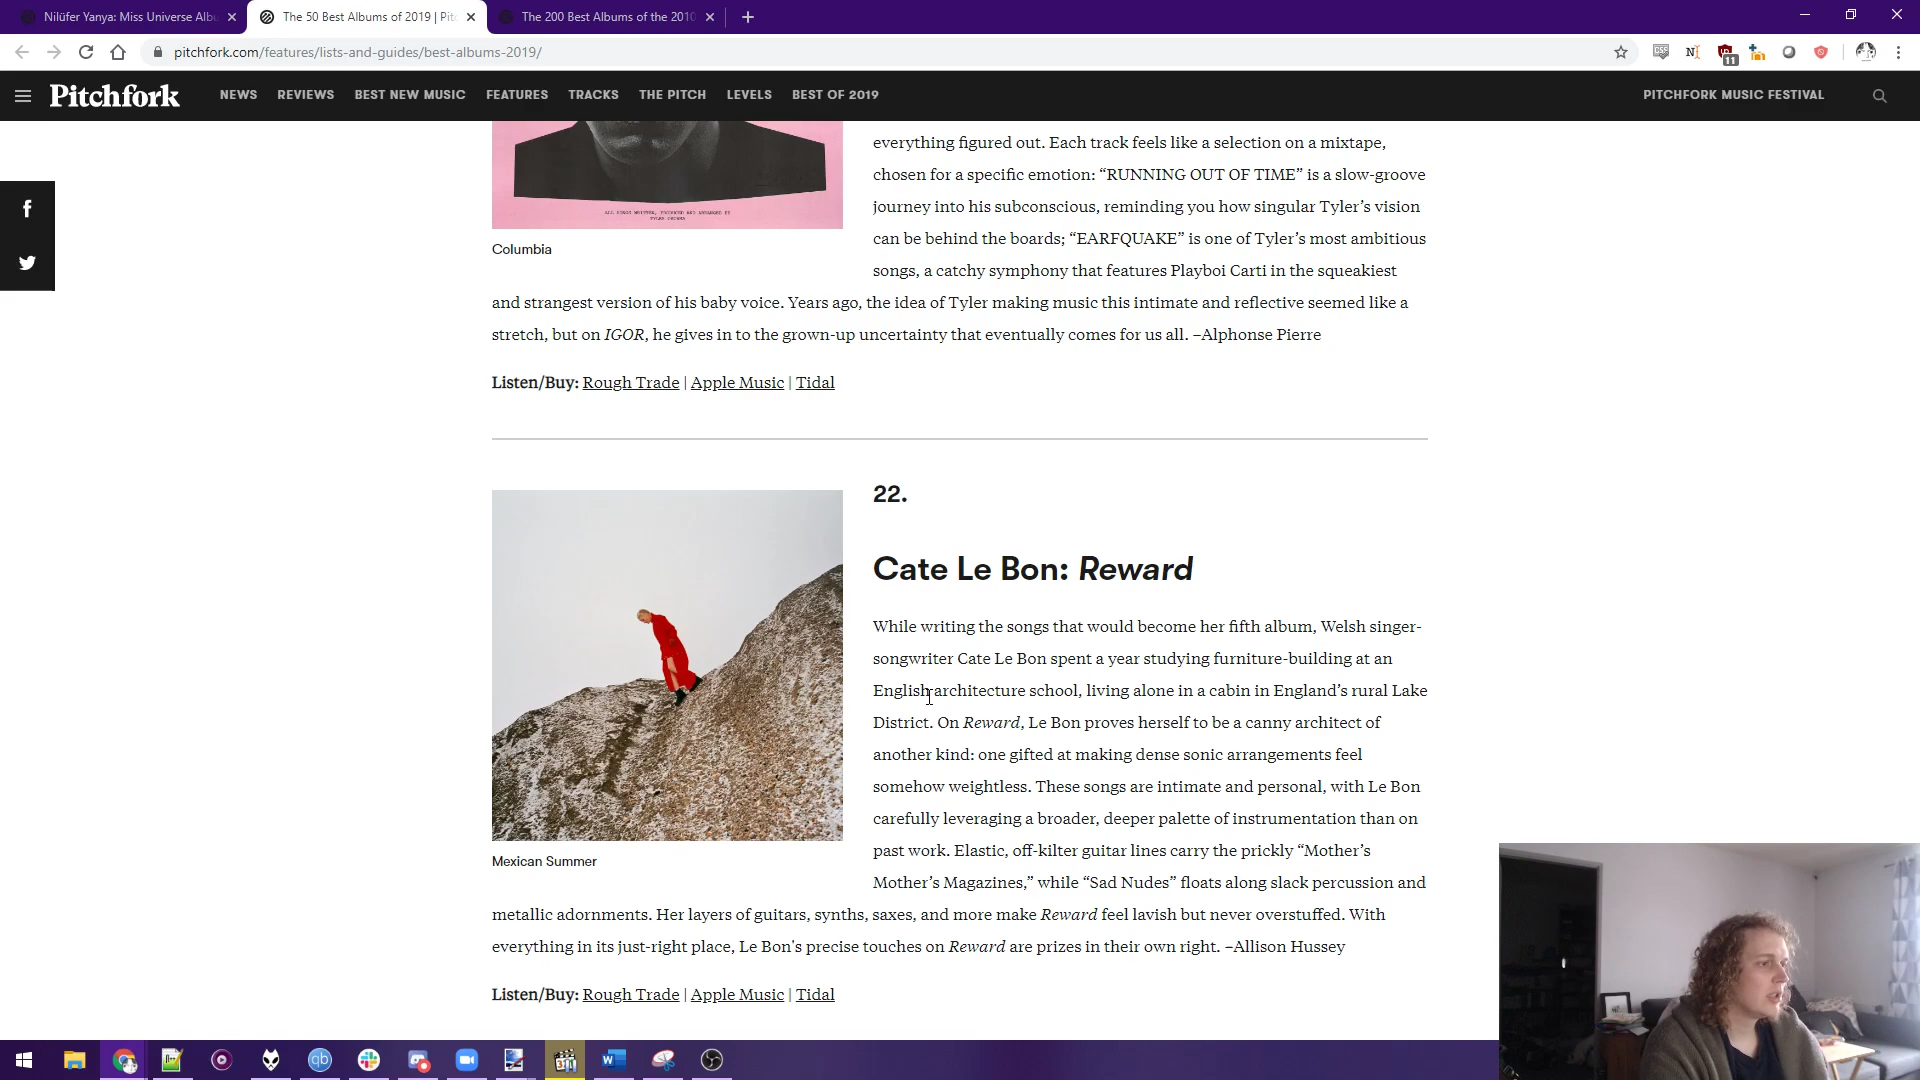 Nilüfer Yanya: Miss Universe Albu
The 50 Best Albums of 2019 | Pitc
The 200 Best Albums of the 2010
pitchfork.com/features/lists-and-guides/best-albums-2019/
11
Pitchfork
NEWS
REVIEWS
BEST NEW MUSIC
FEATURES
TRACKS
THE PITCH
LEVELS
BEST OF 2019
PITCHFORK MUSIC FESTIVAL
ALL SONGS WRITTEN, PRODUCED AND ARRANGED BY
TYLER OKONMA
Columbia
everything figured out. Each track feels like a selection on a mixtape,
chosen for a specific emotion: “RUNNING OUT OF TIME” is a slow-groove
journey into his subconscious, reminding you how singular Tyler’s vision
can be behind the boards; “EARFQUAKE” is one of Tyler’s most ambitious
songs, a catchy symphony that features Playboi Carti in the squeakiest
and strangest version of his baby voice. Years ago, the idea of Tyler making music this intimate and reflective seemed like a
stretch, but on IGOR, he gives in to the grown-up uncertainty that eventually comes for us all. –Alphonse Pierre
Listen/Buy: Rough Trade | Apple Music | Tidal
22.
Cate Le Bon: Reward
While writing the songs that would become her fifth album, Welsh singer-
songwriter Cate Le Bon spent a year studying furniture-building at an
English architecture school, living alone in a cabin in England’s rural Lake
District. On Reward, Le Bon proves herself to be a canny architect of
another kind: one gifted at making dense sonic arrangements feel
somehow weightless. These songs are intimate and personal, with Le Bon
carefully leveraging a broader, deeper palette of instrumentation than on
past work. Elastic, off-kilter guitar lines carry the prickly “Mother’s
Mother’s Magazines,” while “Sad Nudes” floats along slack percussion and
metallic adornments. Her layers of guitars, synths, saxes, and more make Reward feel lavish but never overstuffed. With
everything in its just-right place, Le Bon's precise touches on Reward are prizes in their own right. –Allison Hussey
Mexican Summer
Listen/Buy: Rough Trade | Apple Music | Tidal